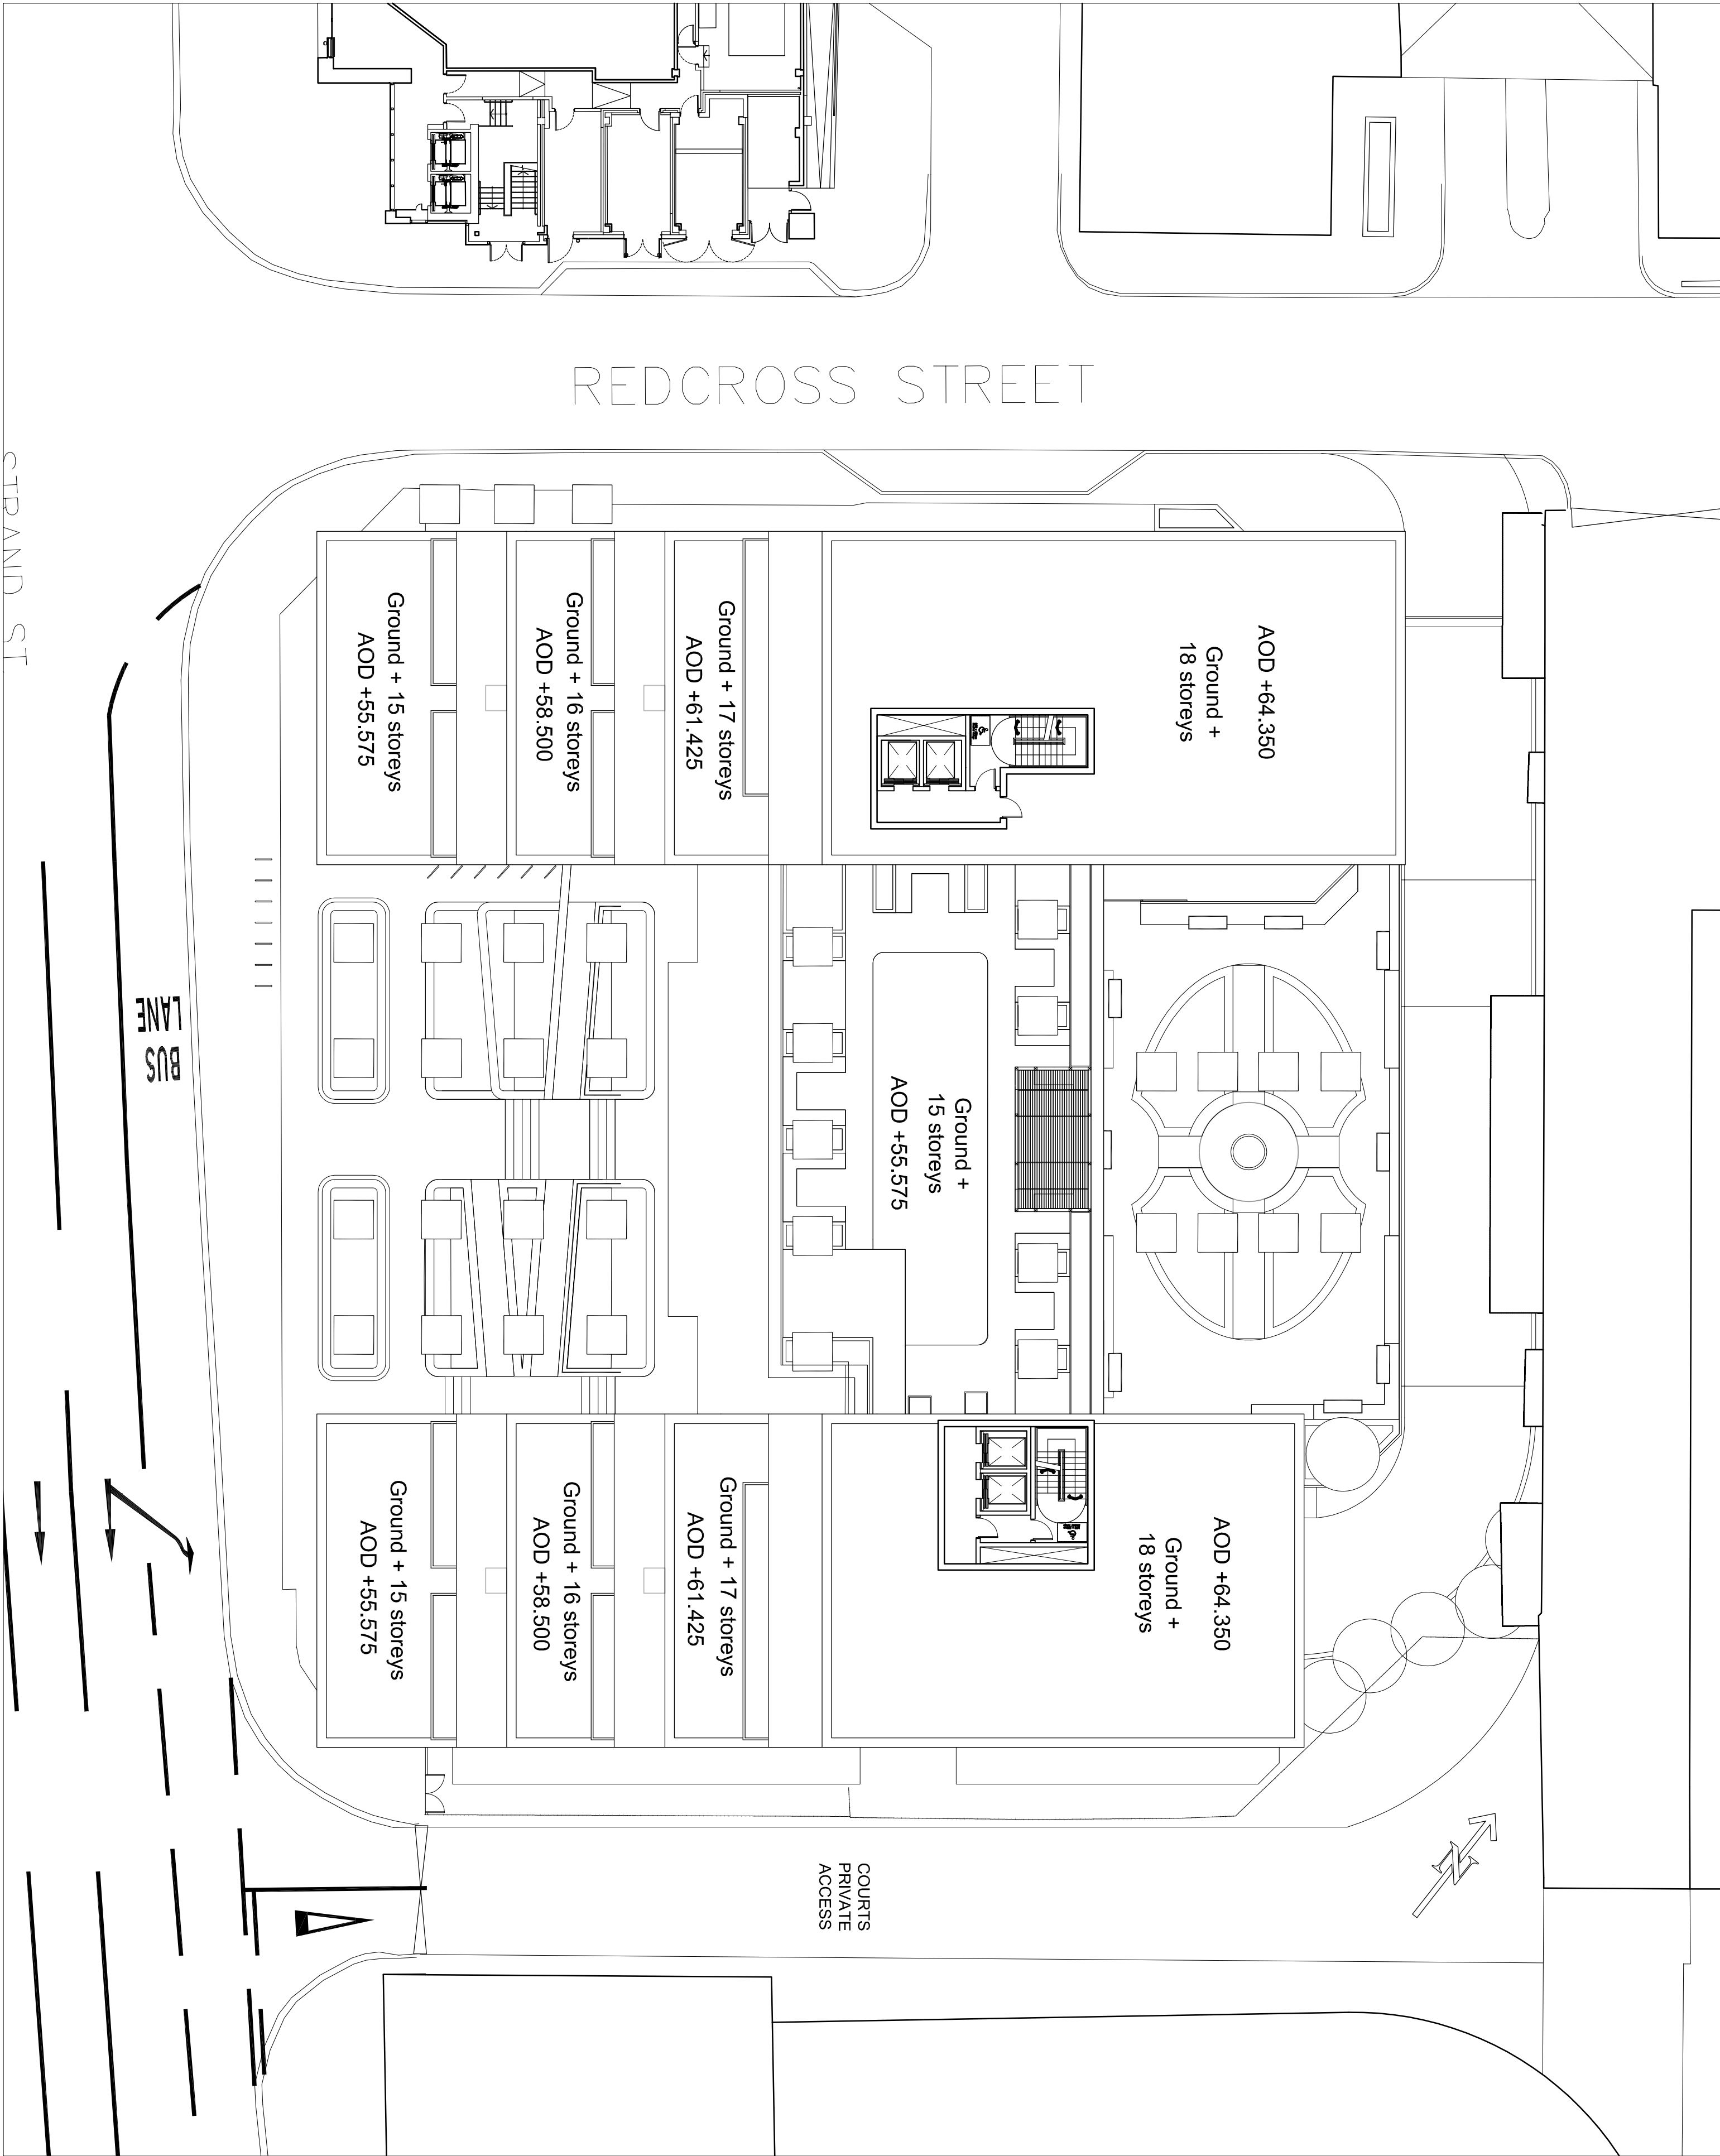 REDCROSS STREET
STRAND ST
Ground + 15 storeys
AOD +55.575
Ground + 16 storeys
AOD +58.500
Ground + 17 storeys
AOD +61.425
AOD +64.350
Ground +
18 storeys
BUS
LANE
Ground +
15 storeys
AOD +55.575
Ground + 15 storeys
AOD +55.575
Ground + 16 storeys
AOD +58.500
Ground + 17 storeys
AOD +61.425
AOD +64.350
Ground +
18 storeys
COURTS
PRIVATE
ACCESS
N